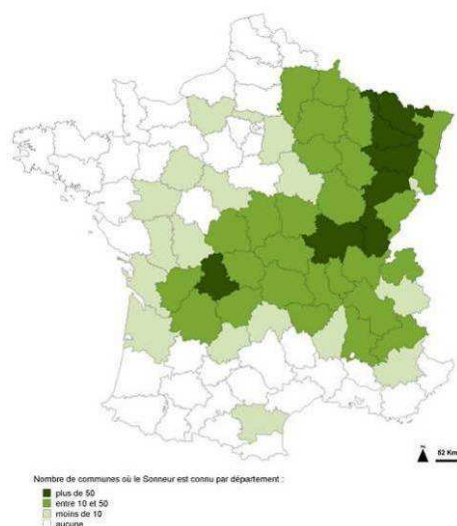 52 Km
Nombre de communes où le Sonneur est connu par département :
plus de 50
entre 10 et 50
moins de 10
aucune